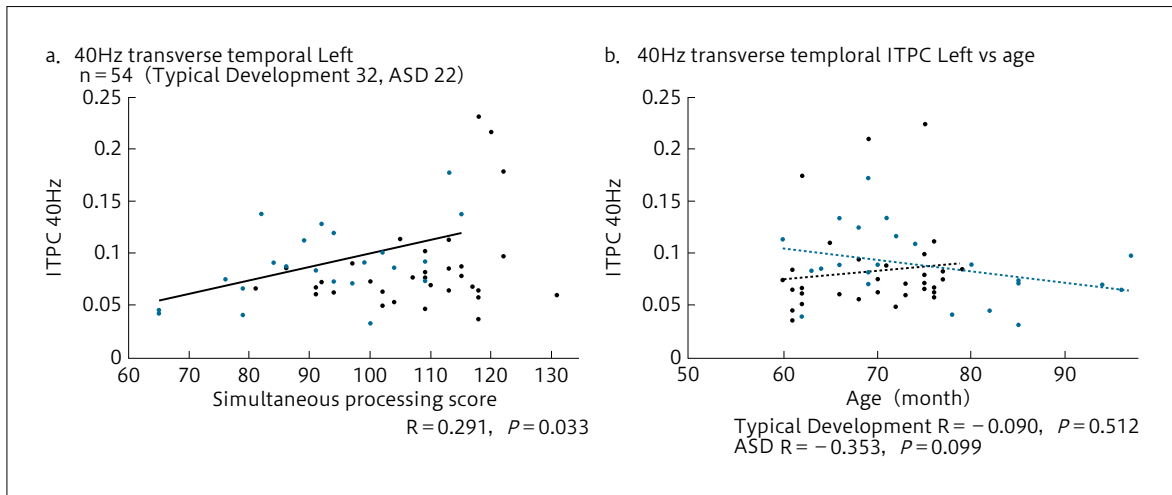 a. 40Hz transverse temporal Left
n=54 (Typical Development 32, ASD 22)
0.25
0.2
0.15
0.1
0.05
0
ITPC 40Hz
60 70 80 90 100 110 120 130
Simultaneous processing score
R=0.291, P=0.033
b. 40Hz transverse temploral ITPC Left vs age
0.25
0.2
0.15
0.1
0.05
0
ITPC 40Hz
50 60 70 80 90
Age (month)
Typical Development R=−0.090, P=0.512
ASD R=−0.353, P=0.099